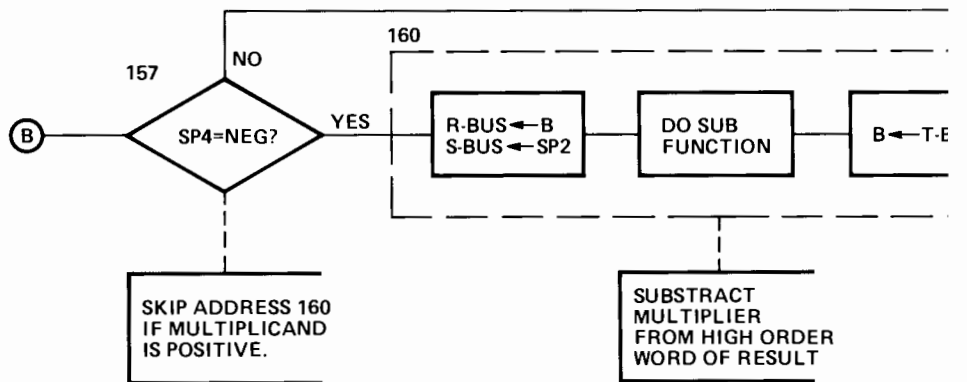 160
157
NO
B
SP4=NEG?
YES
R-BUS←B
S-BUS←SP2
DO SUB
FUNCTION
B←T-B
SKIP ADDRESS 160
IF MULTIPLICAND
IS POSITIVE.
SUBSTRACT
MULTIPLIER
FROM HIGH ORDER
WORD OF RESULT